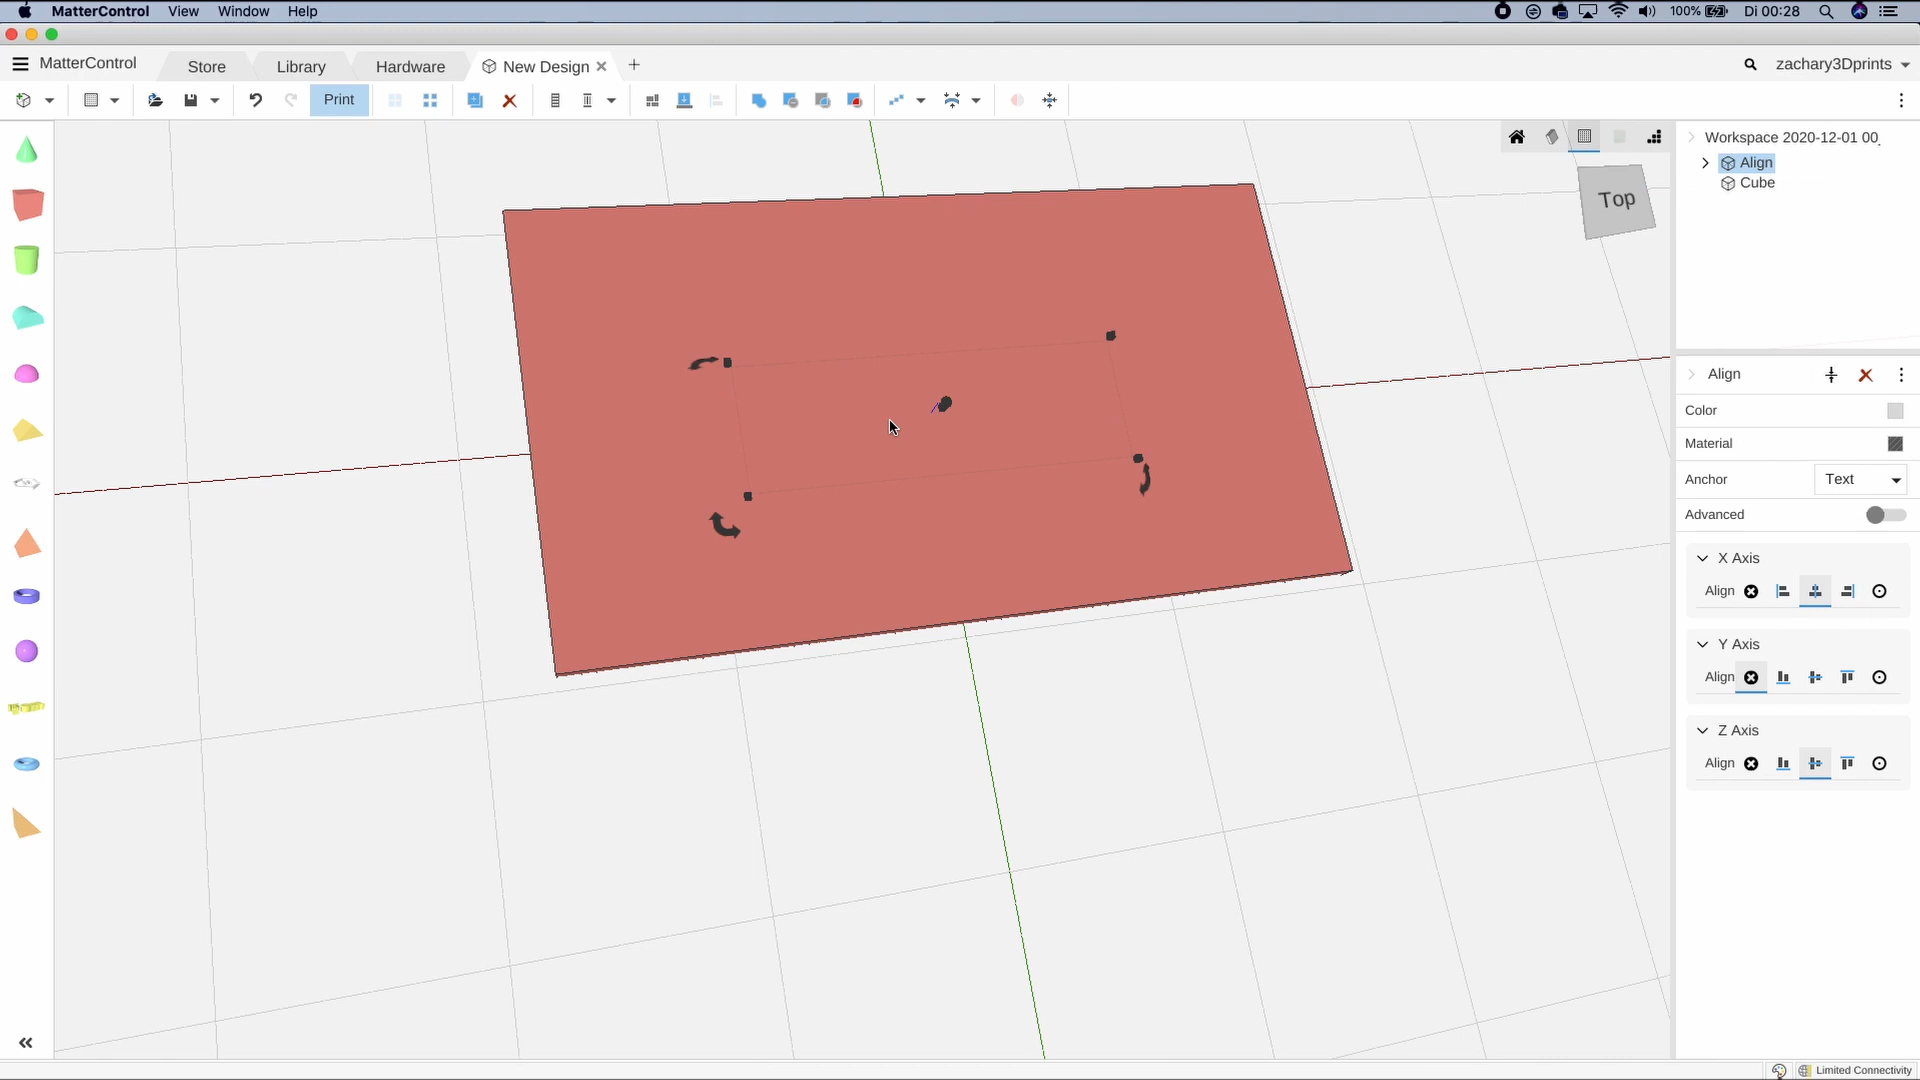 MatterControl View Window Help 100% Di 00:28
MatterControl Store Library Hardware New Design zachary3Dprints
Print
Workspace 2020-12-01 00_
Align
Cube
Top
Align
Color
Material
Anchor Text
Advanced
X Axis
Align
Y Axis
Align
Z Axis
Align
Limited Connectivity